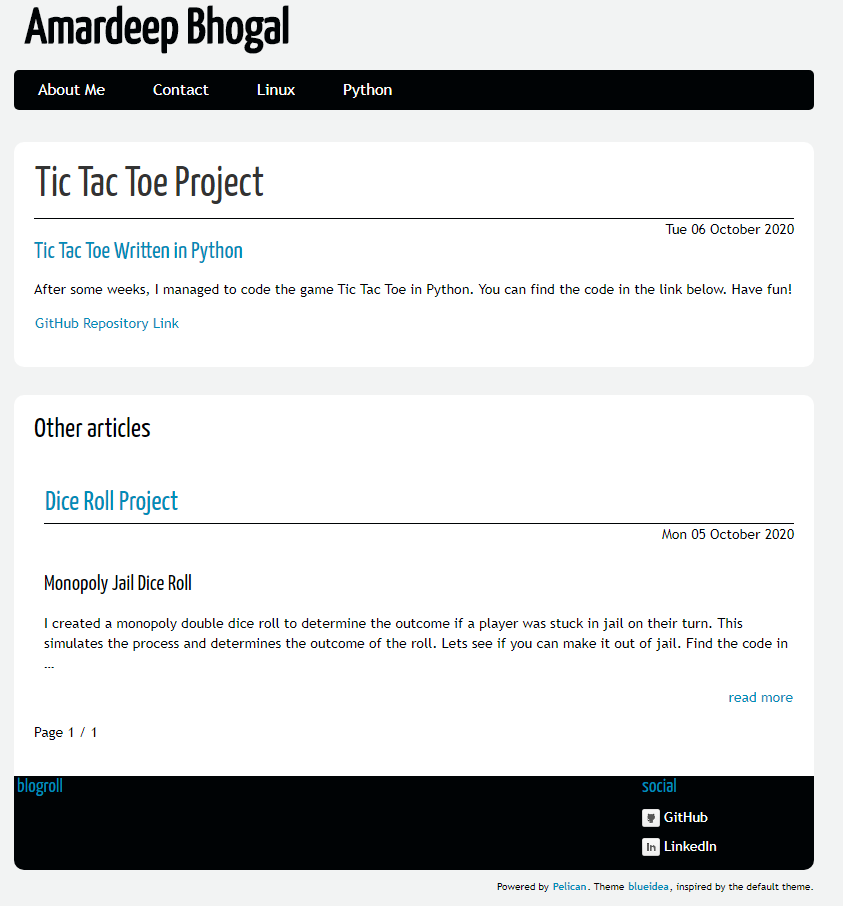 Amardeep Bhogal
About Me Contact Linux Python
Tic Tac Toe Project
Tue 06 October 2020
Tic Tac Toe Written in Python
After some weeks, I managed to code the game Tic Tac Toe in Python. You can find the code in the link below. Have fun!
GitHub Repository Link
Other articles
Dice Roll Project
Mon 05 October 2020
Monopoly Jail Dice Roll
I created a monopoly double dice roll to determine the outcome if a player was stuck in jail on their turn. This
simulates the process and determines the outcome of the roll. Lets see if you can make it out of jail. Find the code in
…
read more
Page 1 / 1
blogroll
social
GitHub
in LinkedIn
Powered by Pelican. Theme blueidea, inspired by the default theme.